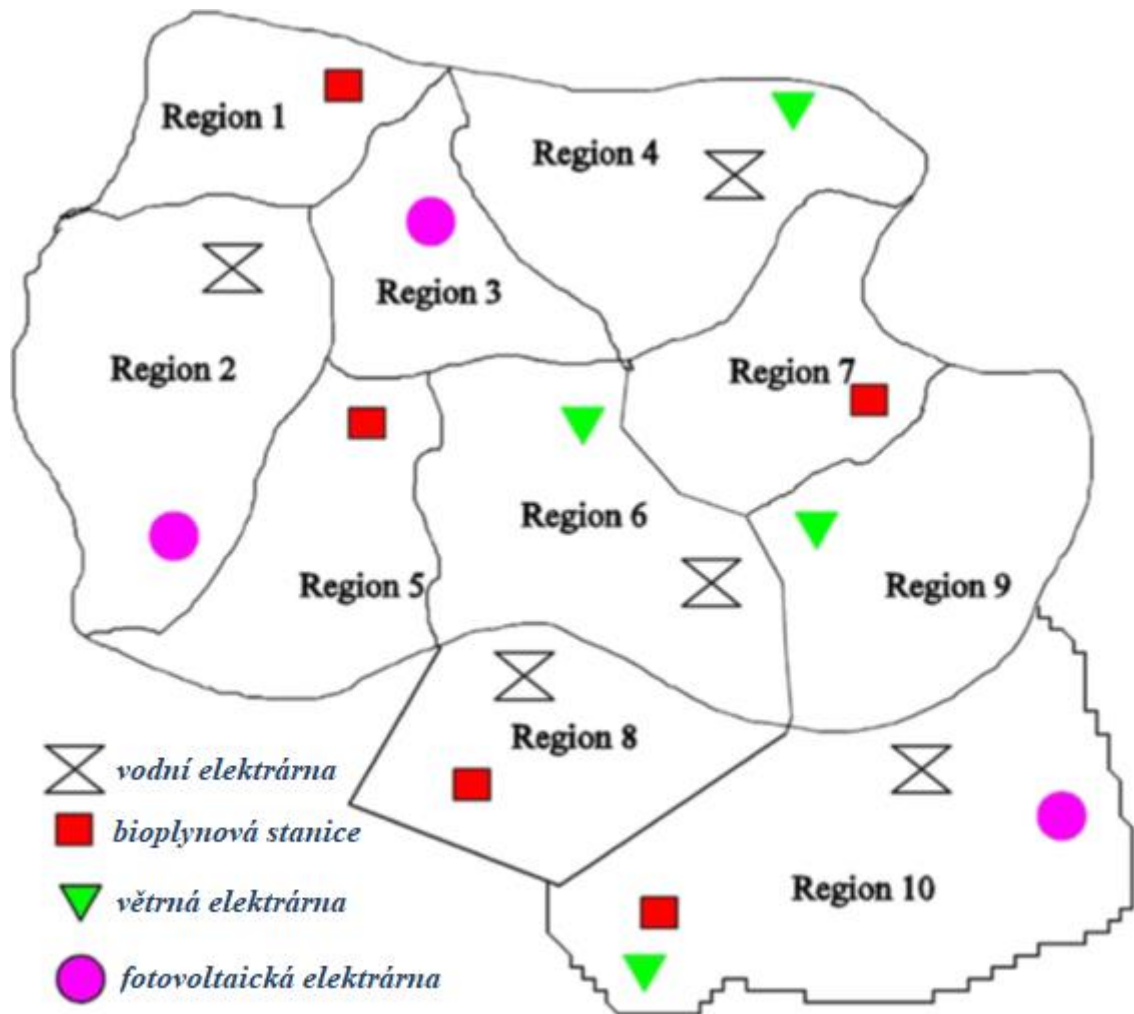 Region 1
Region 4
Region 3
Region 2
Region 7
Region 6
Region 5
Region 9
Region 8
Region 10
vodní elektrárna
bioplynová stanice
větrná elektrárna
fotovoltaická elektrárna